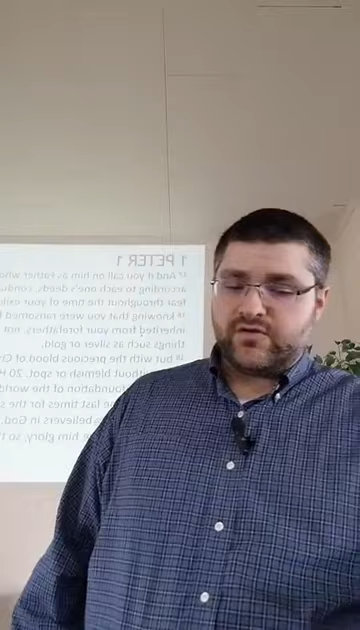 1 PETER 1
17 And if you call on him as Father who
according to each one's deeds,
fear throughout the time of your
18 knowing that you were ransomed
inherited from your forefathers, not
things such as silver or gold,
19 but with the precious blood of
without blemish or spot. 20
foundation of the world
last times for the
believers in God,
him glory, so